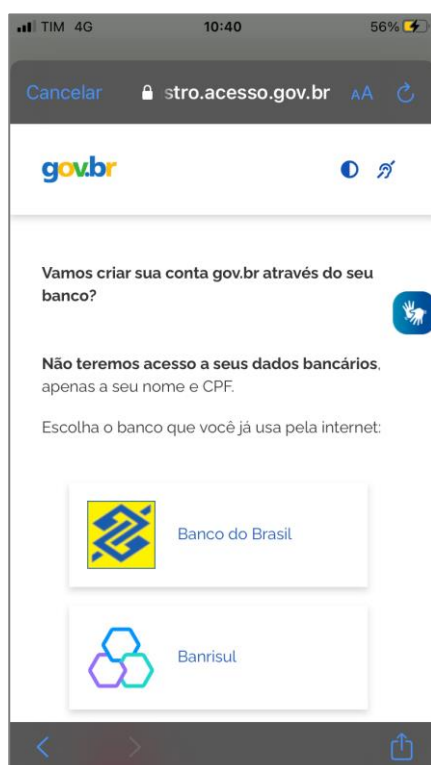 TIM 4G 10:40 56%
Cancelar stro.acesso.gov.br AA
gov.br
Vamos criar sua conta gov.br através do seu
banco?
Não teremos acesso a seus dados bancários,
apenas a seu nome e CPF.
Escolha o banco que você já usa pela internet:
Banco do Brasil
Banrisul